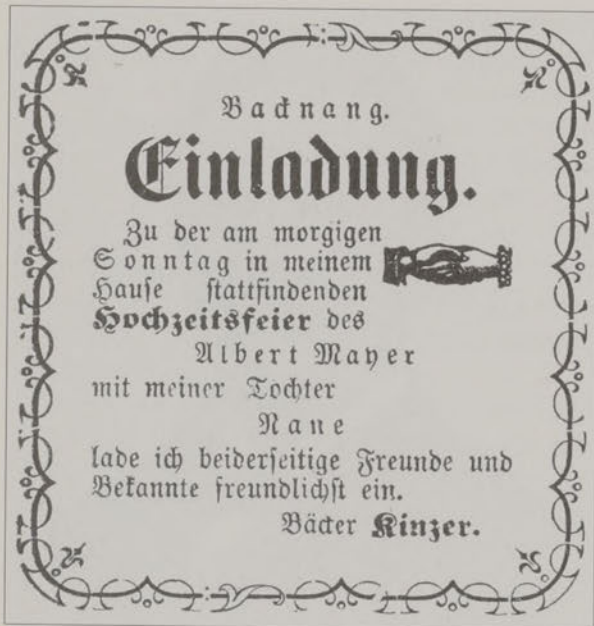 Backnang.
Einladung.
Zu der am morgigen
Sonntag in meinem
Hause stattfindenden
Hochzeitsfeier des
Albert Mayer
mit meiner Tochter
Nane
lade ich beiderseitige Freunde und
Bekannte freundlichst ein.
Bäcker Kinzer.